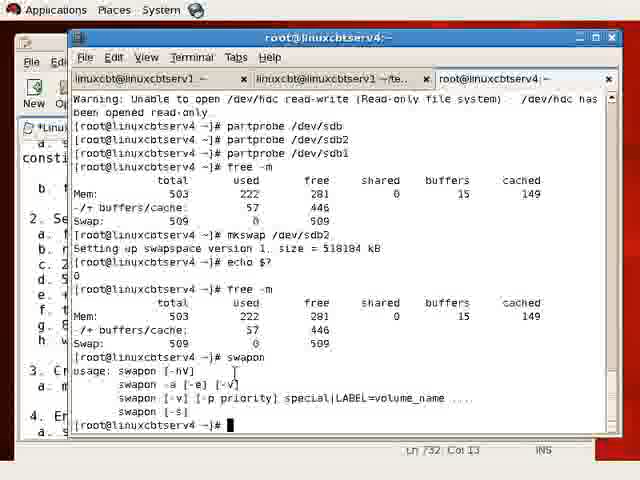 Applications Places System
root@linuxcbtserv4:~
File Edit View Terminal Tabs Help
linuxcbt@linuxcbtserv1 ~
linuxcbt@linuxcbtserv1 ~/te...
root@linuxcbtserv4:~
Warning: Unable to open /dev/hdc read-write (Read-only file system). /dev/hdc has
been opened read-only.
[root@linuxcbtserv4 ~]# partprobe /dev/sdb
[root@linuxcbtserv4 ~]# partprobe /dev/sdb2
[root@linuxcbtserv4 ~]# partprobe /dev/sdb1
[root@linuxcbtserv4 ~]# free -m
total used free shared buffers cached
Mem: 503 222 281 0 15 149
-/+ buffers/cache: 57 446
Swap: 509 0 509
[root@linuxcbtserv4 ~]# mkswap /dev/sdb2
Setting up swapspace version 1, size = 518184 kB
[root@linuxcbtserv4 ~]# echo $?
0
[root@linuxcbtserv4 ~]# free -m
total used free shared buffers cached
Mem: 503 222 281 0 15 149
-/+ buffers/cache: 57 446
Swap: 509 0 509
[root@linuxcbtserv4 ~]# swapon
usage: swapon [-hV]
swapon -a [-e] [-v]
swapon [-v] [-p priority] special|LABEL=volume_name ....
swapon [-s]
[root@linuxcbtserv4 ~]#
File
New
*Linu
a. s
consti
b. f
2. Se
a. f
b. n
c. 2
d. 5
e. +
f. t
g. 8
h. w
3. Cr
a. m
4. En
Ln 732, Col 13 INS